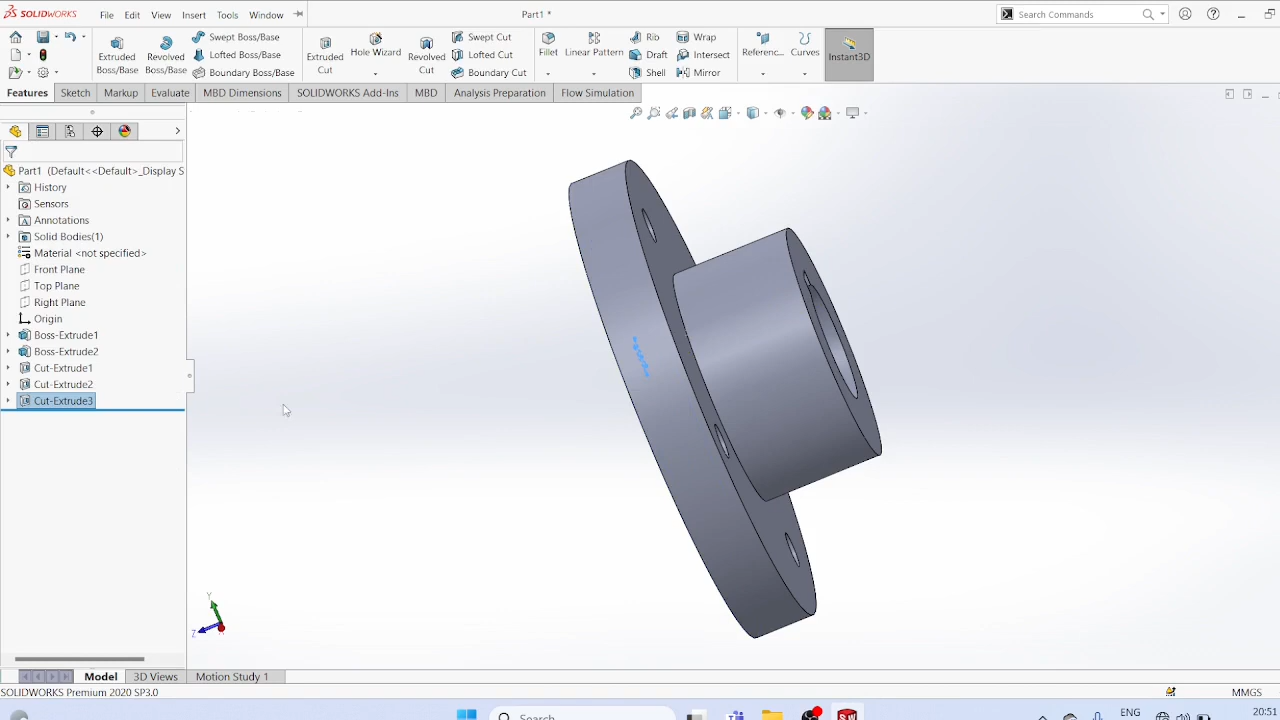 SOLIDWORKS File Edit View Insert Tools Window Part1 * Search Commands
Extruded Boss/Base
Revolved Boss/Base
Swept Boss/Base
Lofted Boss/Base
Boundary Boss/Base
Extruded Cut
Hole Wizard
Revolved Cut
Swept Cut
Lofted Cut
Boundary Cut
Fillet
Linear Pattern
Rib
Draft
Shell
Wrap
Intersect
Mirror
Referenc...
Curves
Instant3D
Features Sketch Markup Evaluate MBD Dimensions SOLIDWORKS Add-Ins MBD Analysis Preparation Flow Simulation
Part1 (Default<<Default>_Display S
History
Sensors
Annotations
Solid Bodies(1)
Material <not specified>
Front Plane
Top Plane
Right Plane
Origin
Boss-Extrude1
Boss-Extrude2
Cut-Extrude1
Cut-Extrude2
Cut-Extrude3
Y
Z
Model 3D Views Motion Study 1
SOLIDWORKS Premium 2020 SP3.0 MMGS
Search ENG 20:51